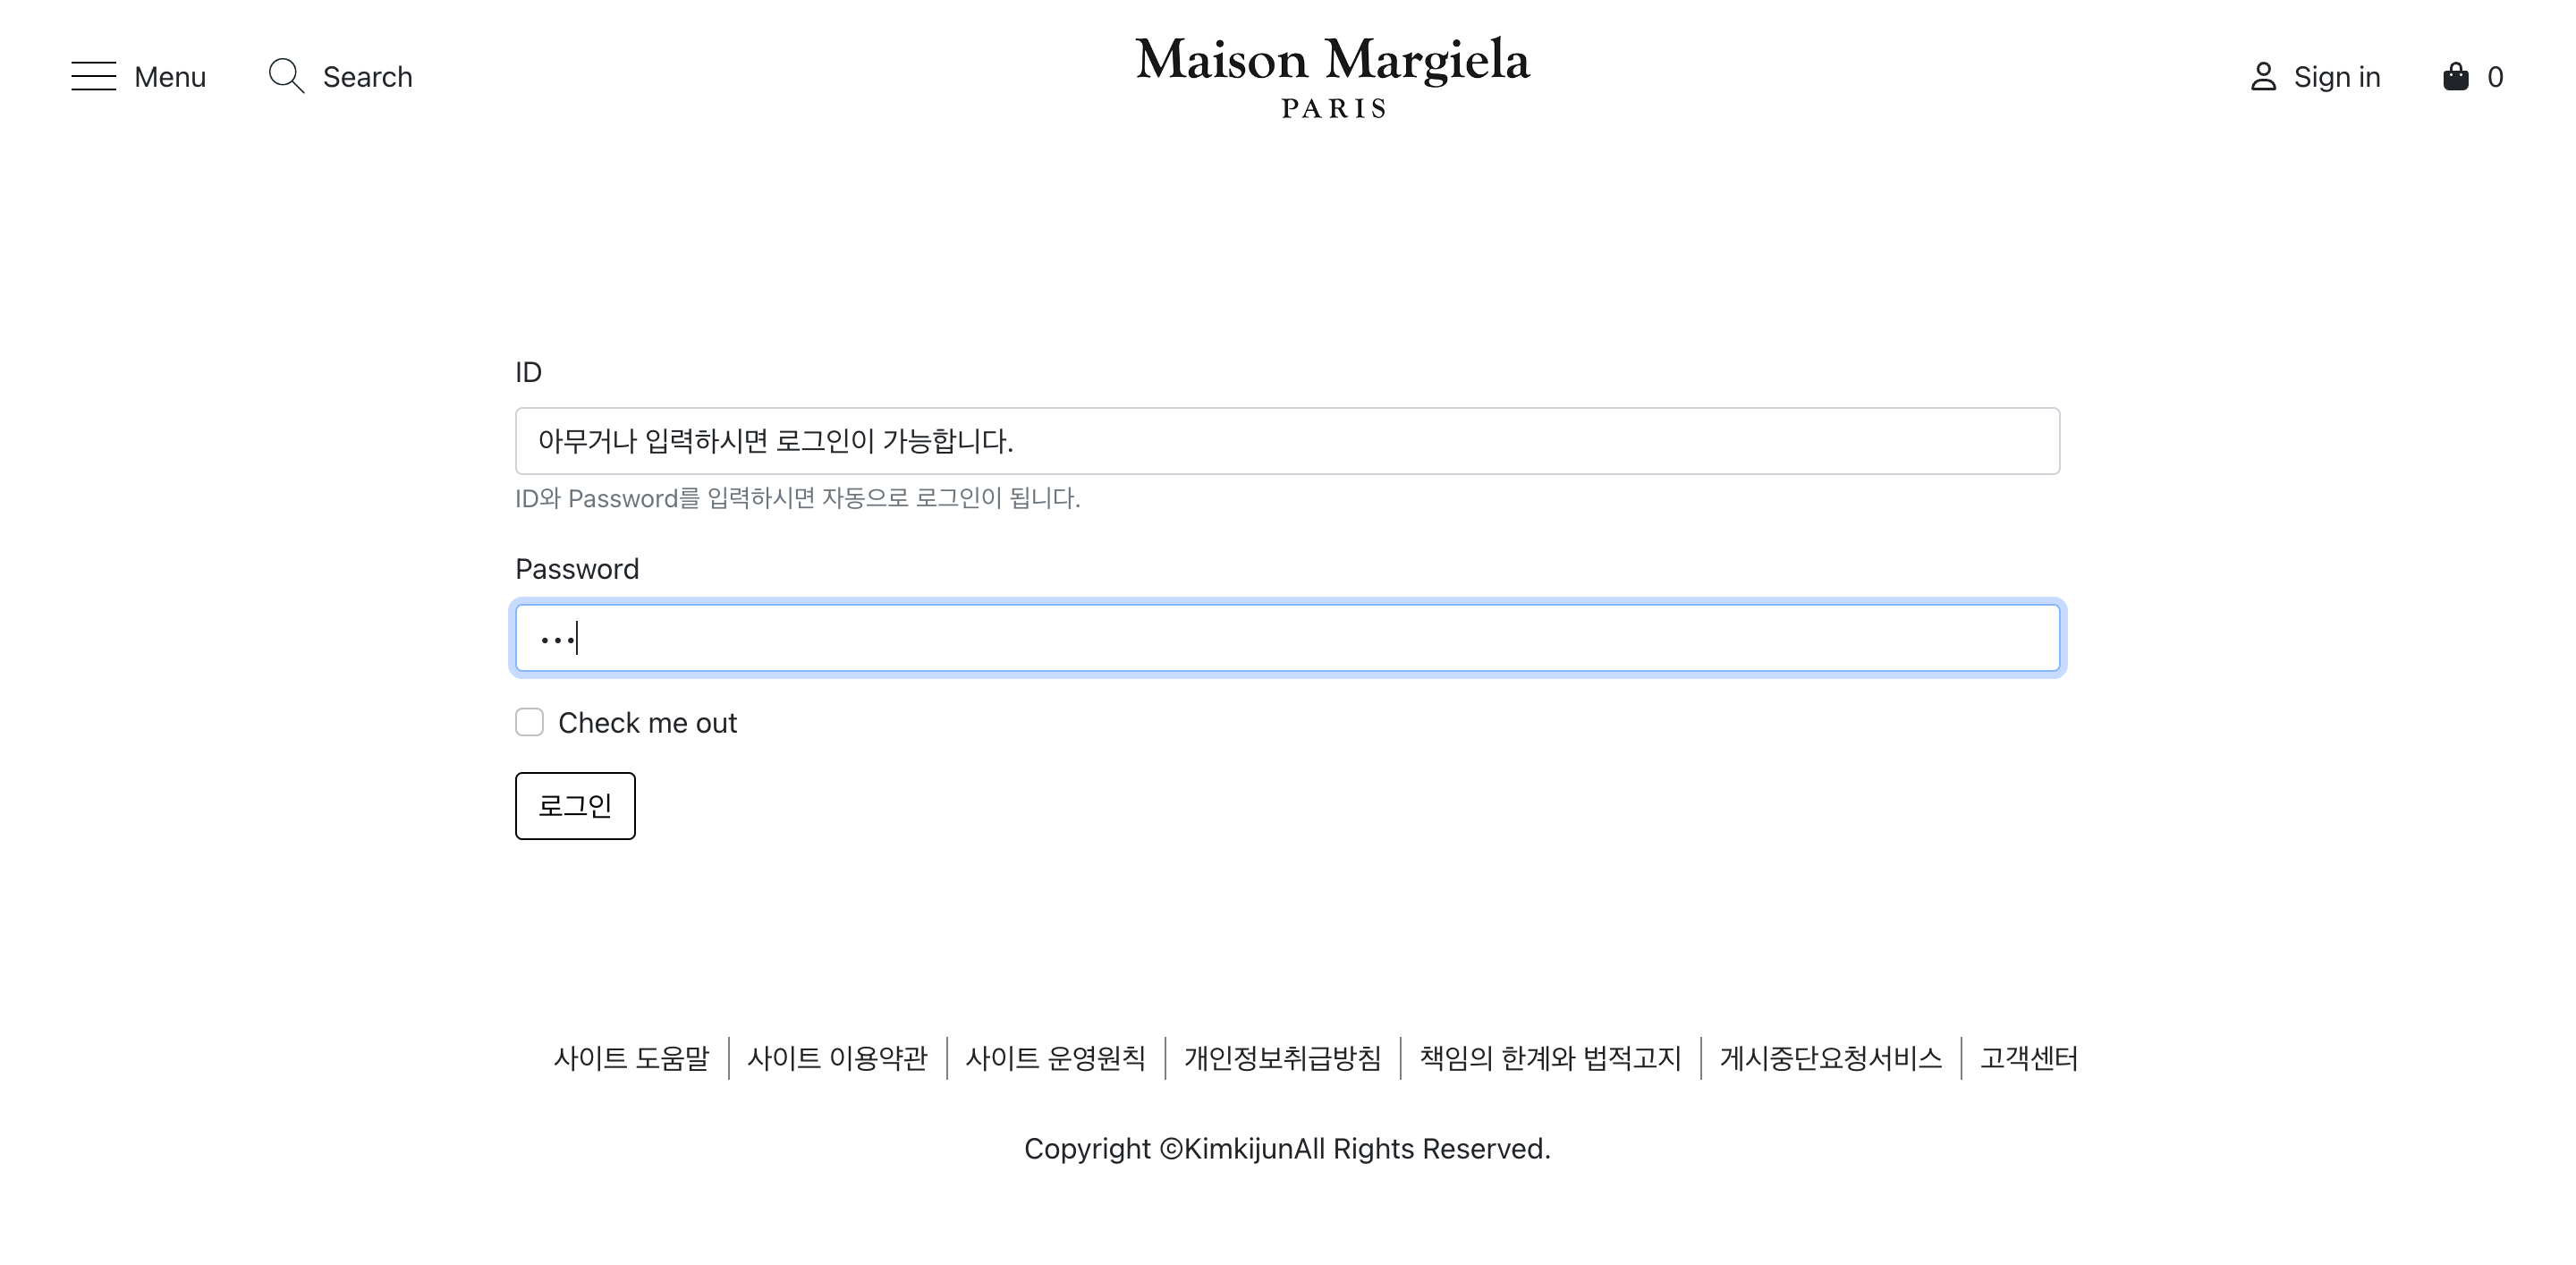 Menu Search Maison Margiela Sign in 0
PARIS
ID
아무거나 입력하시면 로그인이 가능합니다.
ID와 Password를 입력하시면 자동으로 로그인이 됩니다.
Password
•••
Check me out
로그인
사이트 도움말 사이트 이용약관 사이트 운영원칙 개인정보취급방침 책임의 한계와 법적고지 게시중단요청서비스 고객센터
Copyright ©KimkijunAll Rights Reserved.